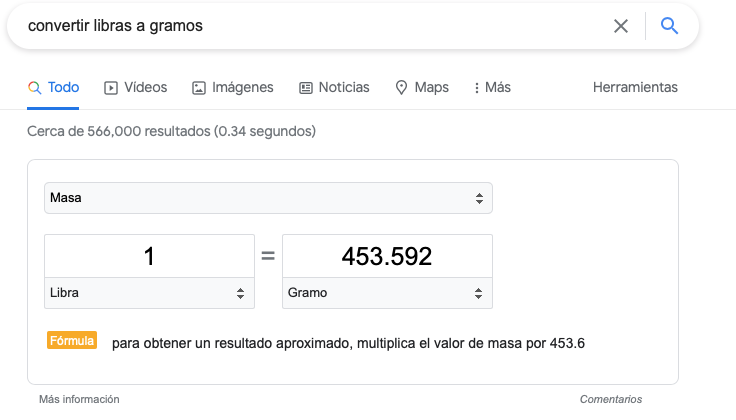 convertir libras a gramos
Todo Vídeos Imágenes Noticias Maps Más Herramientas
Cerca de 566,000 resultados (0.34 segundos)
Masa
1 = 453.592
Libra Gramo
Fórmula para obtener un resultado aproximado, multiplica el valor de masa por 453.6
Más información Comentarios